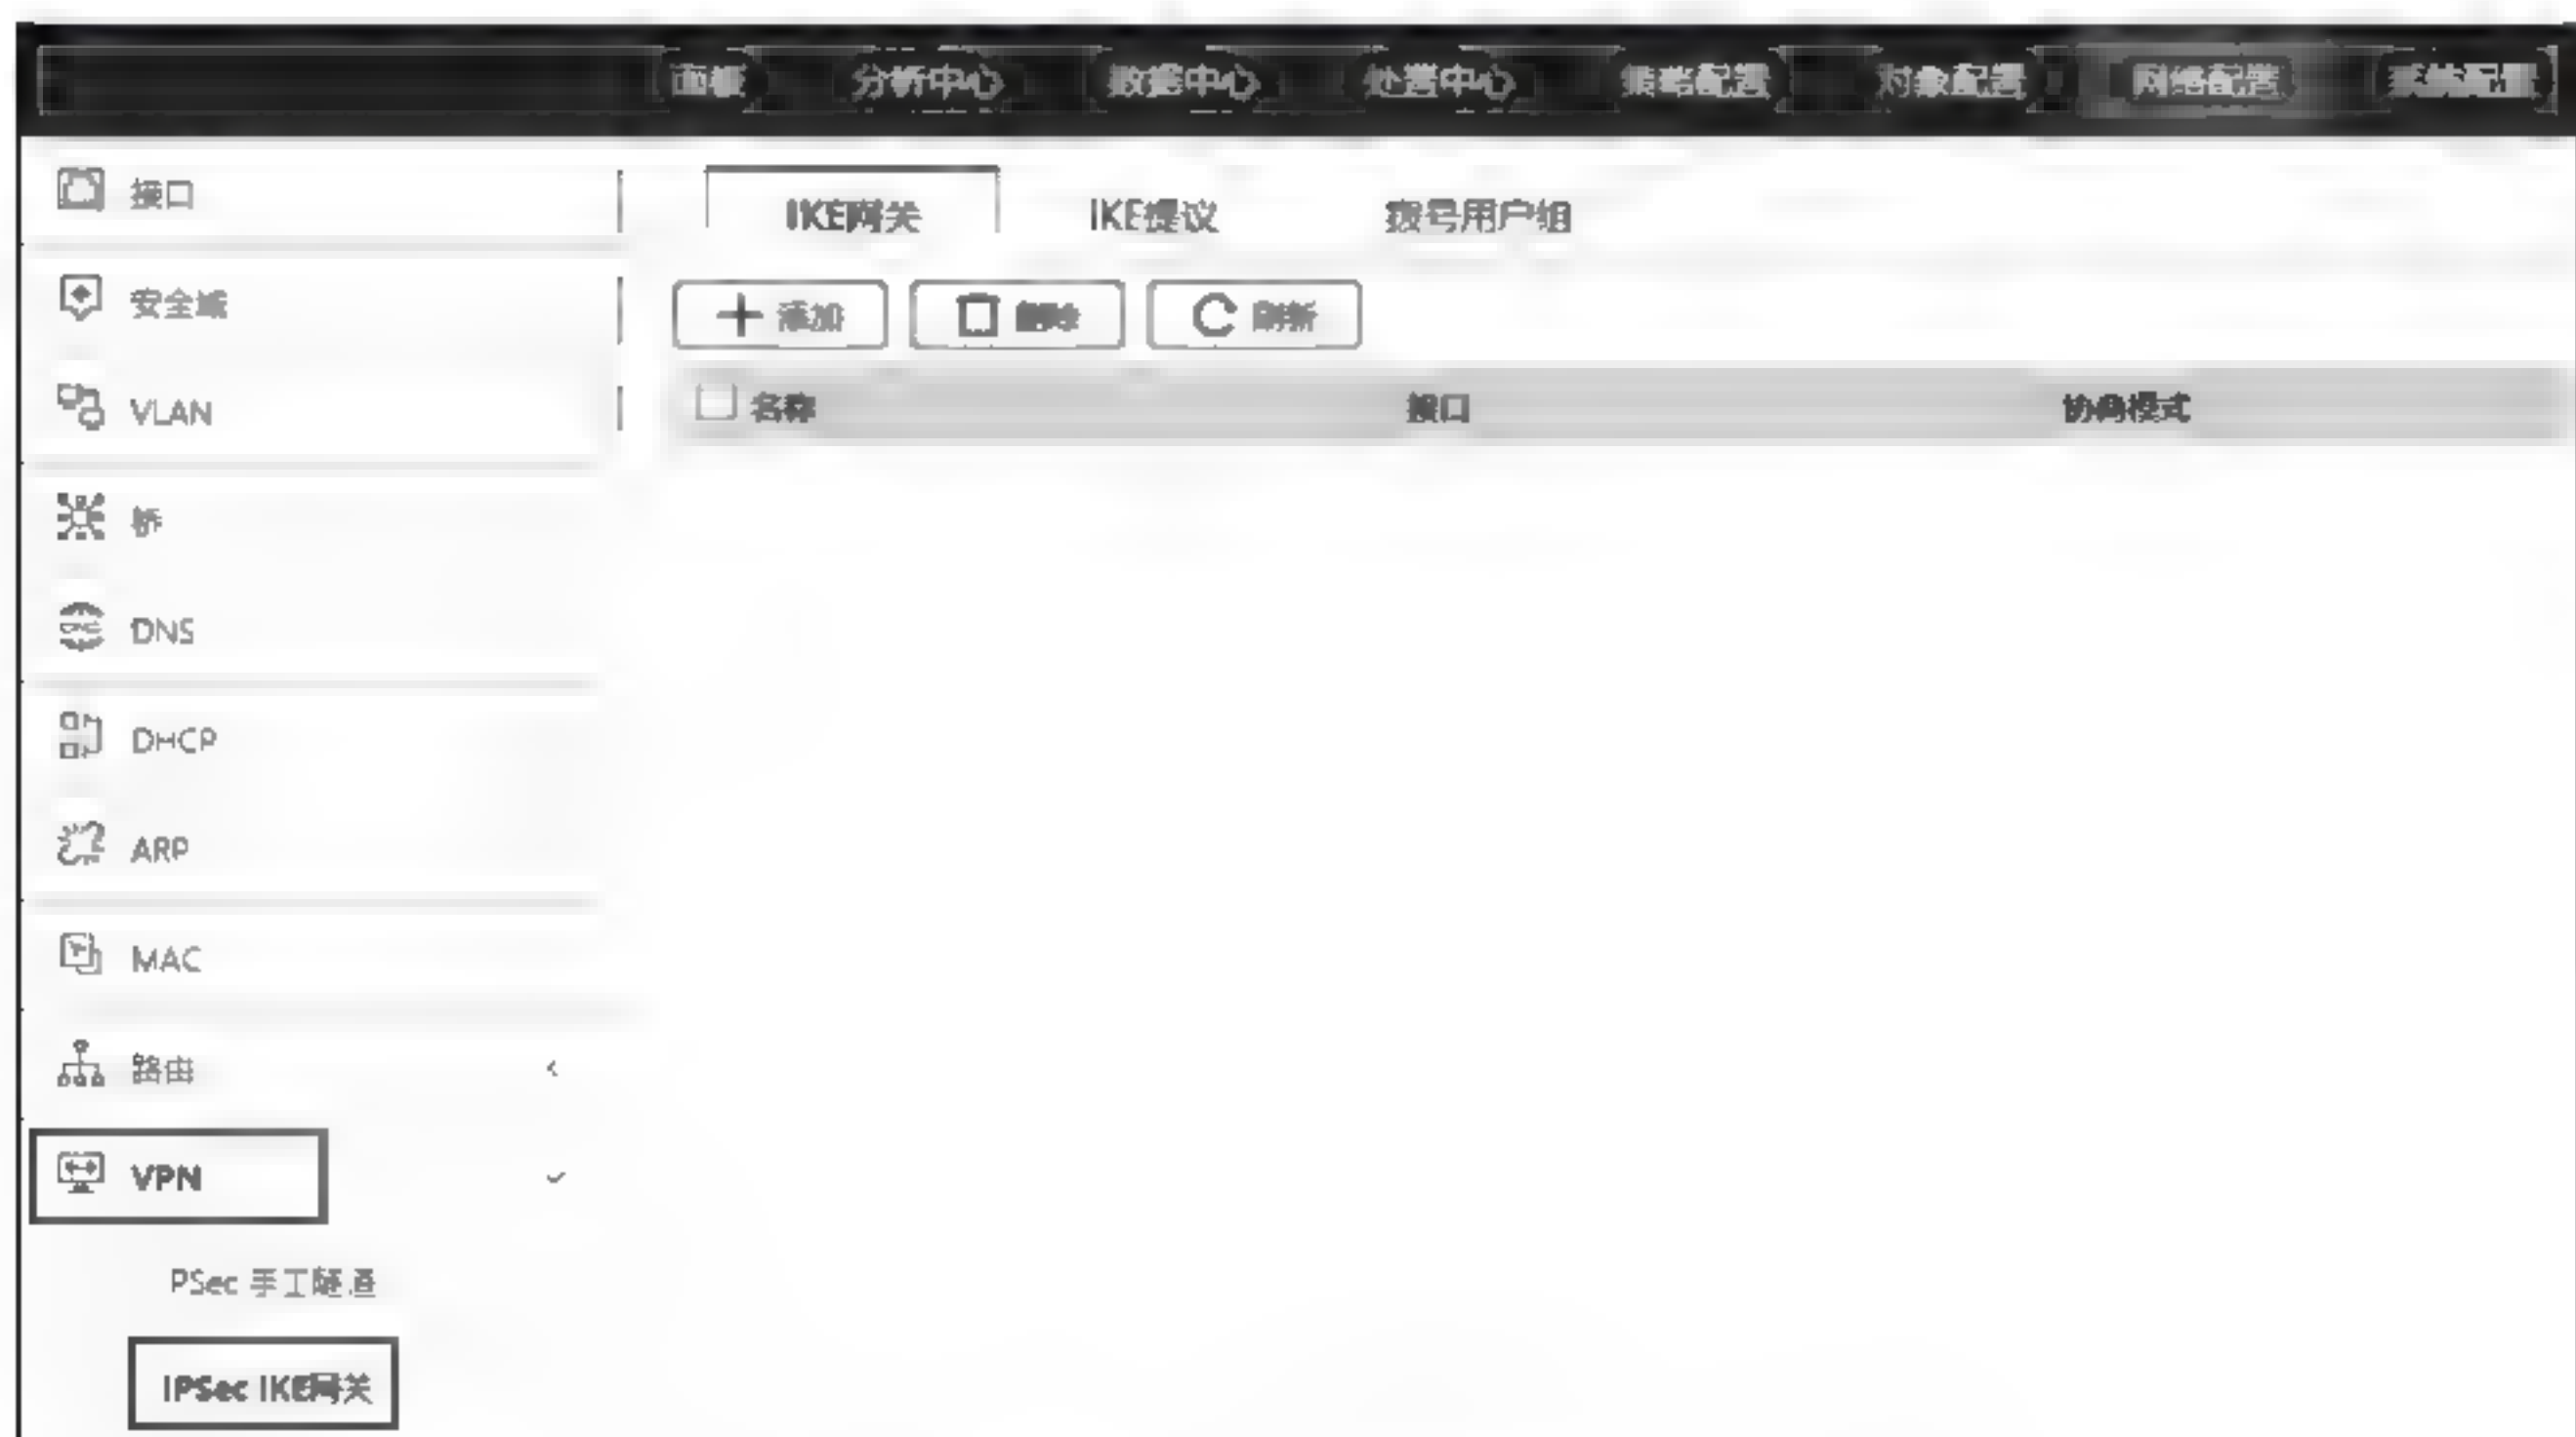 面板 分析中心 数据中心 处置中心 策略配置 对象配置 网络配置 系统配置
接口
IKE网关 IKE提议 拨号用户组
安全域
添加 删除 刷新
VLAN
名称 接口 协商模式
桥
DNS
DHCP
ARP
MAC
路由
VPN
IPSec 手工隧道
IPSec IKE网关